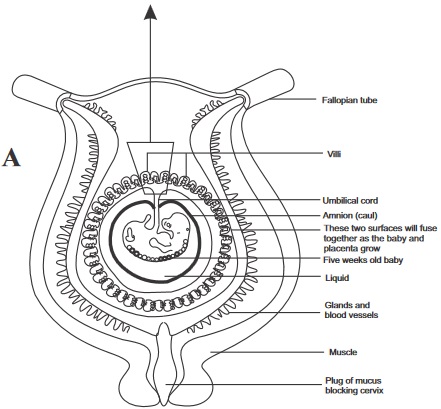 Fallopian tube
A
Villi
Umbilical cord
Amnion (caul)
These two surfaces will fuse
together as the baby and
placenta grow
Five weeks old baby
Liquid
Glands and
blood vessels
Muscle
Plug of mucus
blocking cervix